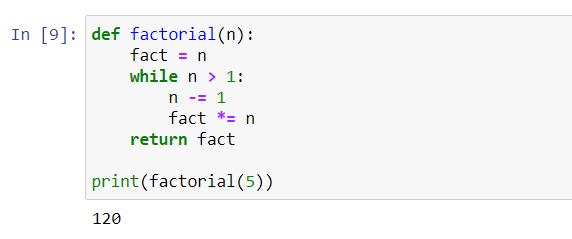 In [9]: def factorial(n):
    fact = n
    while n > 1:
        n -= 1
        fact *= n
    return fact

print(factorial(5))
120